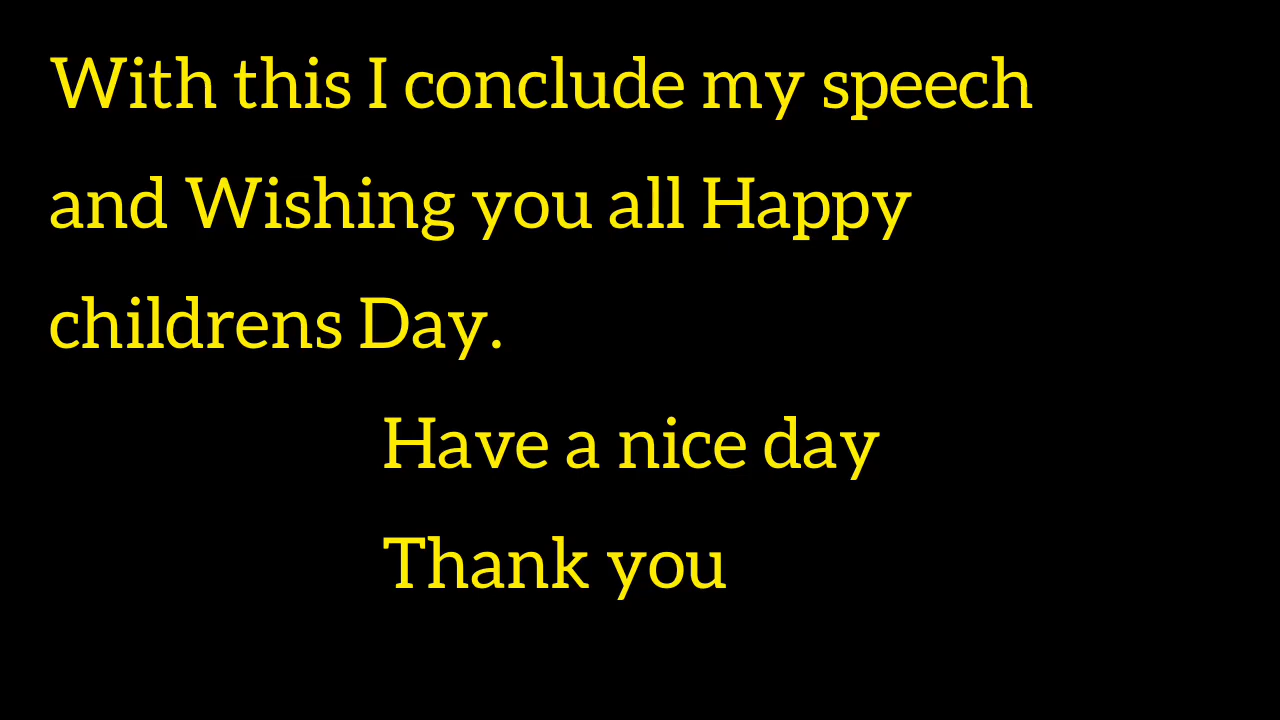 With this I conclude my speech
and Wishing you all Happy
childrens Day.
Have a nice day
Thank you